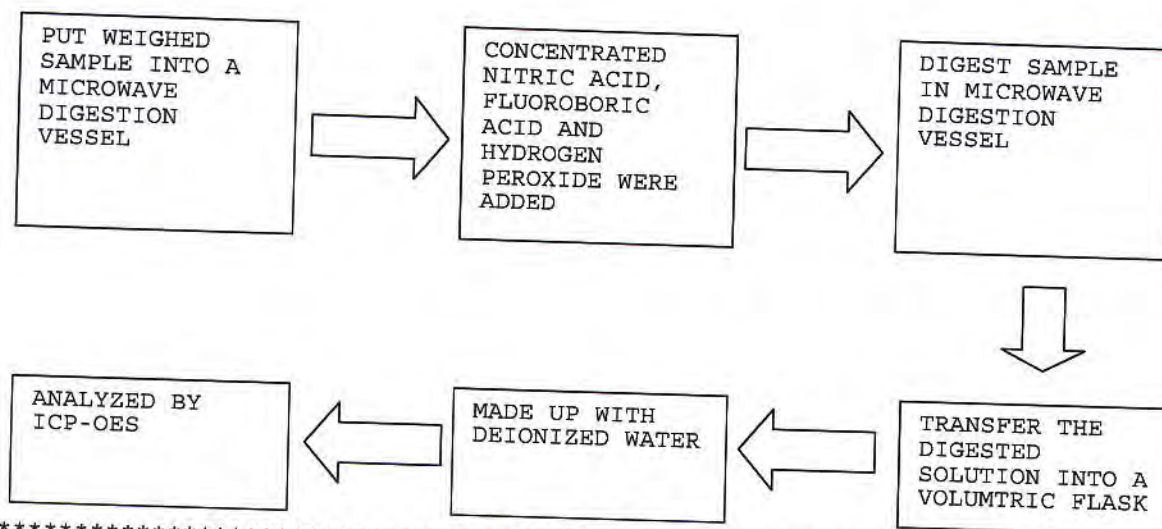 PUT WEIGHED
SAMPLE INTO A
MICROWAVE
DIGESTION
VESSEL
CONCENTRATED
NITRIC ACID,
FLUOROBORIC
ACID AND
HYDROGEN
PEROXIDE WERE
ADDED
DIGEST SAMPLE
IN MICROWAVE
DIGESTION
VESSEL
TRANSFER THE
DIGESTED
SOLUTION INTO A
VOLUMTRIC FLASK
MADE UP WITH
DEIONIZED WATER
ANALYZED BY
ICP-OES